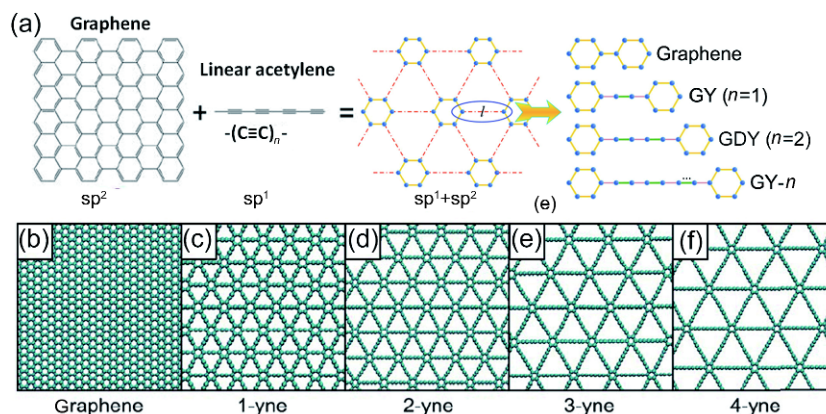 (a)
Graphene
sp²
+
Linear acetylene
-(C≡C)n-
sp¹
=
l
sp¹+sp²
Graphene
GY (n=1)
GDY (n=2)
...
GY-n
(e)
(b)
(c)
(d)
(e)
(f)
Graphene
1-yne
2-yne
3-yne
4-yne